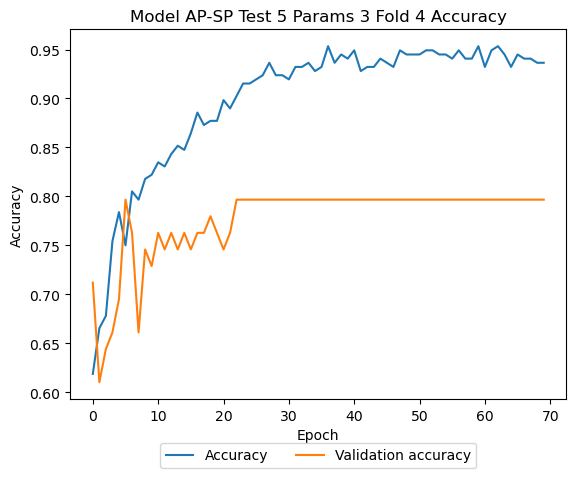 Model AP-SP Test 5 Params 3 Fold 4 Accuracy
0.95
0.90
0.85
0.80
0.75
0.70
0.65
0.60
Accuracy
0 10 20 30 40 50 60 70
Epoch
Accuracy Validation accuracy